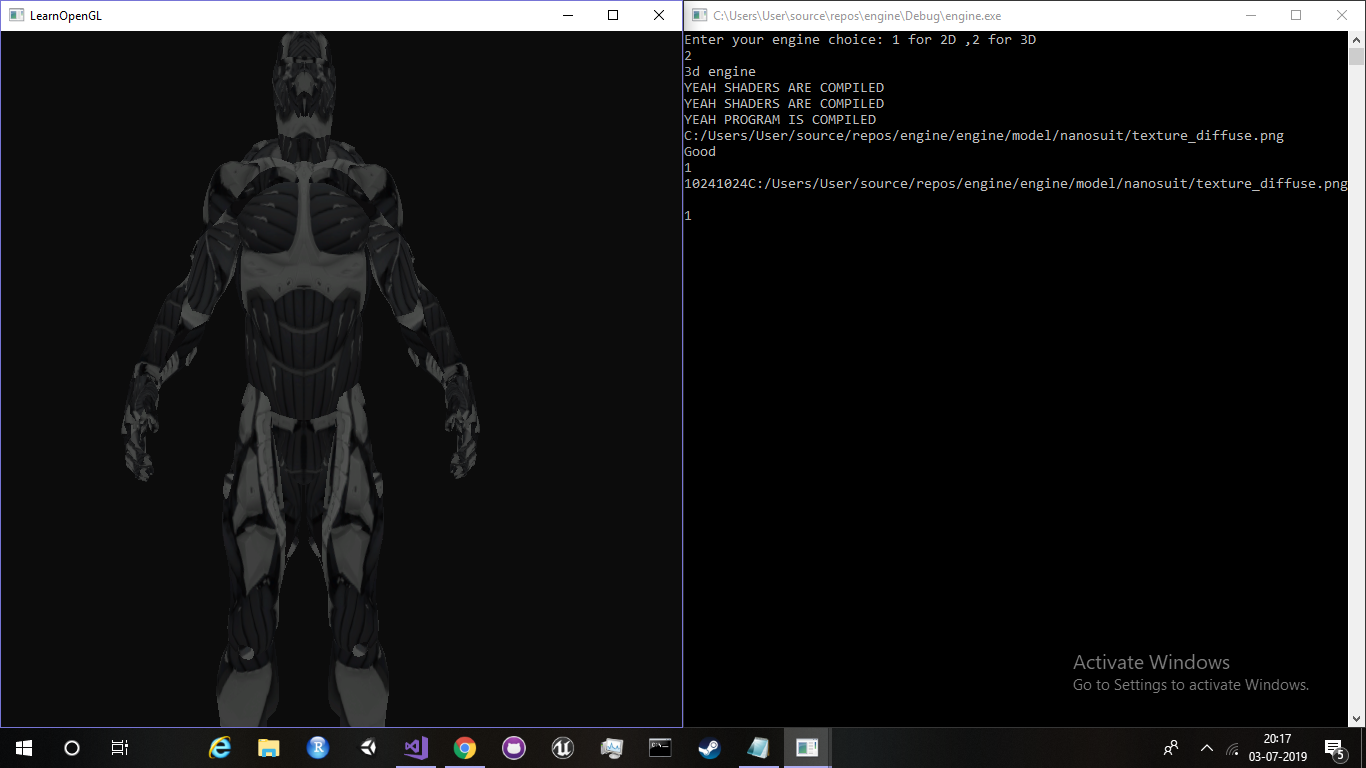 LearnOpenGL
C:\Users\User\source\repos\engine\Debug\engine.exe
Enter your engine choice: 1 for 2D ,2 for 3D
2
3d engine
YEAH SHADERS ARE COMPILED
YEAH SHADERS ARE COMPILED
YEAH PROGRAM IS COMPILED
C:/Users/User/source/repos/engine/engine/model/nanosuit/texture_diffuse.png
Good
1
10241024C:/Users/User/source/repos/engine/engine/model/nanosuit/texture_diffuse.png
1
Activate Windows
Go to Settings to activate Windows.
20:17
03-07-2019
5